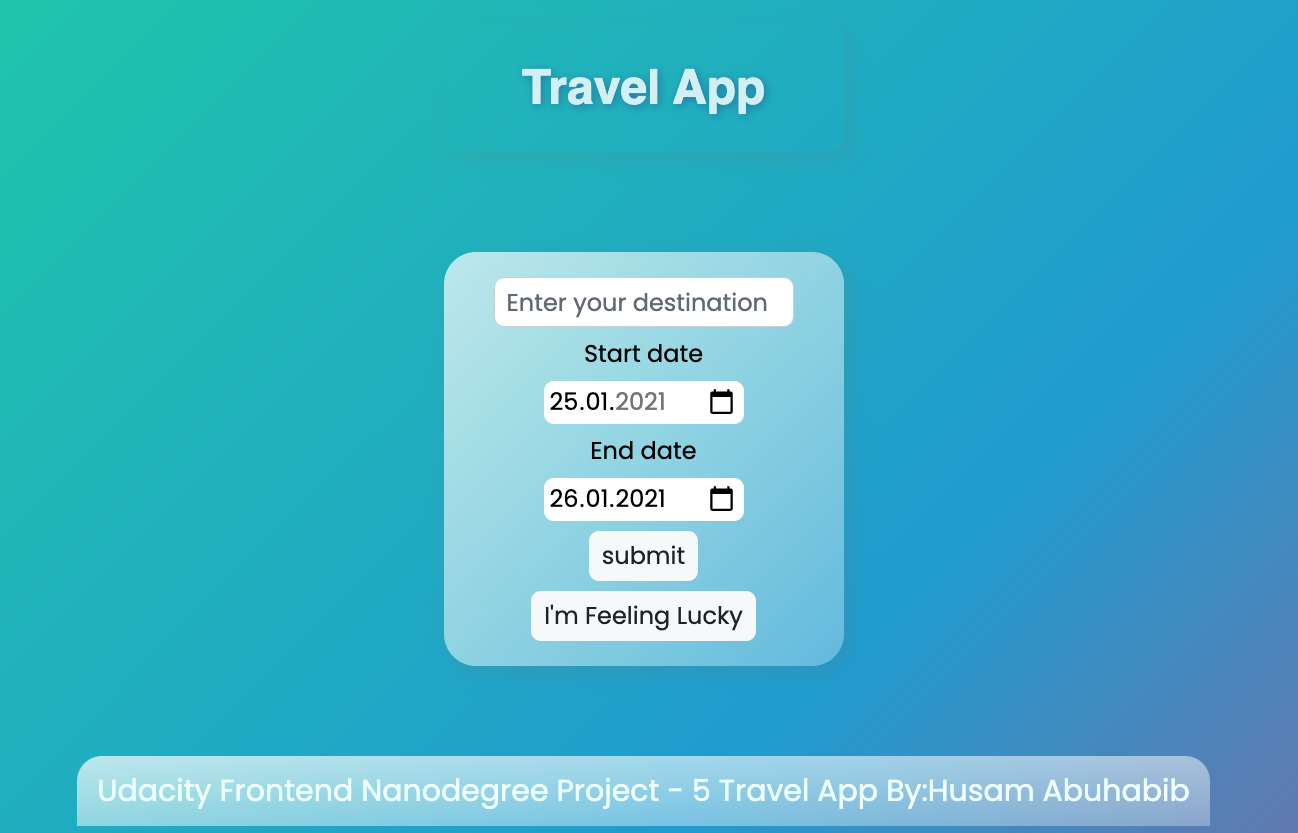 Travel App
Enter your destination
Start date
25.01.2021
End date
26.01.2021
submit
I'm Feeling Lucky
Udacity Frontend Nanodegree Project - 5 Travel App By:Husam Abuhabib